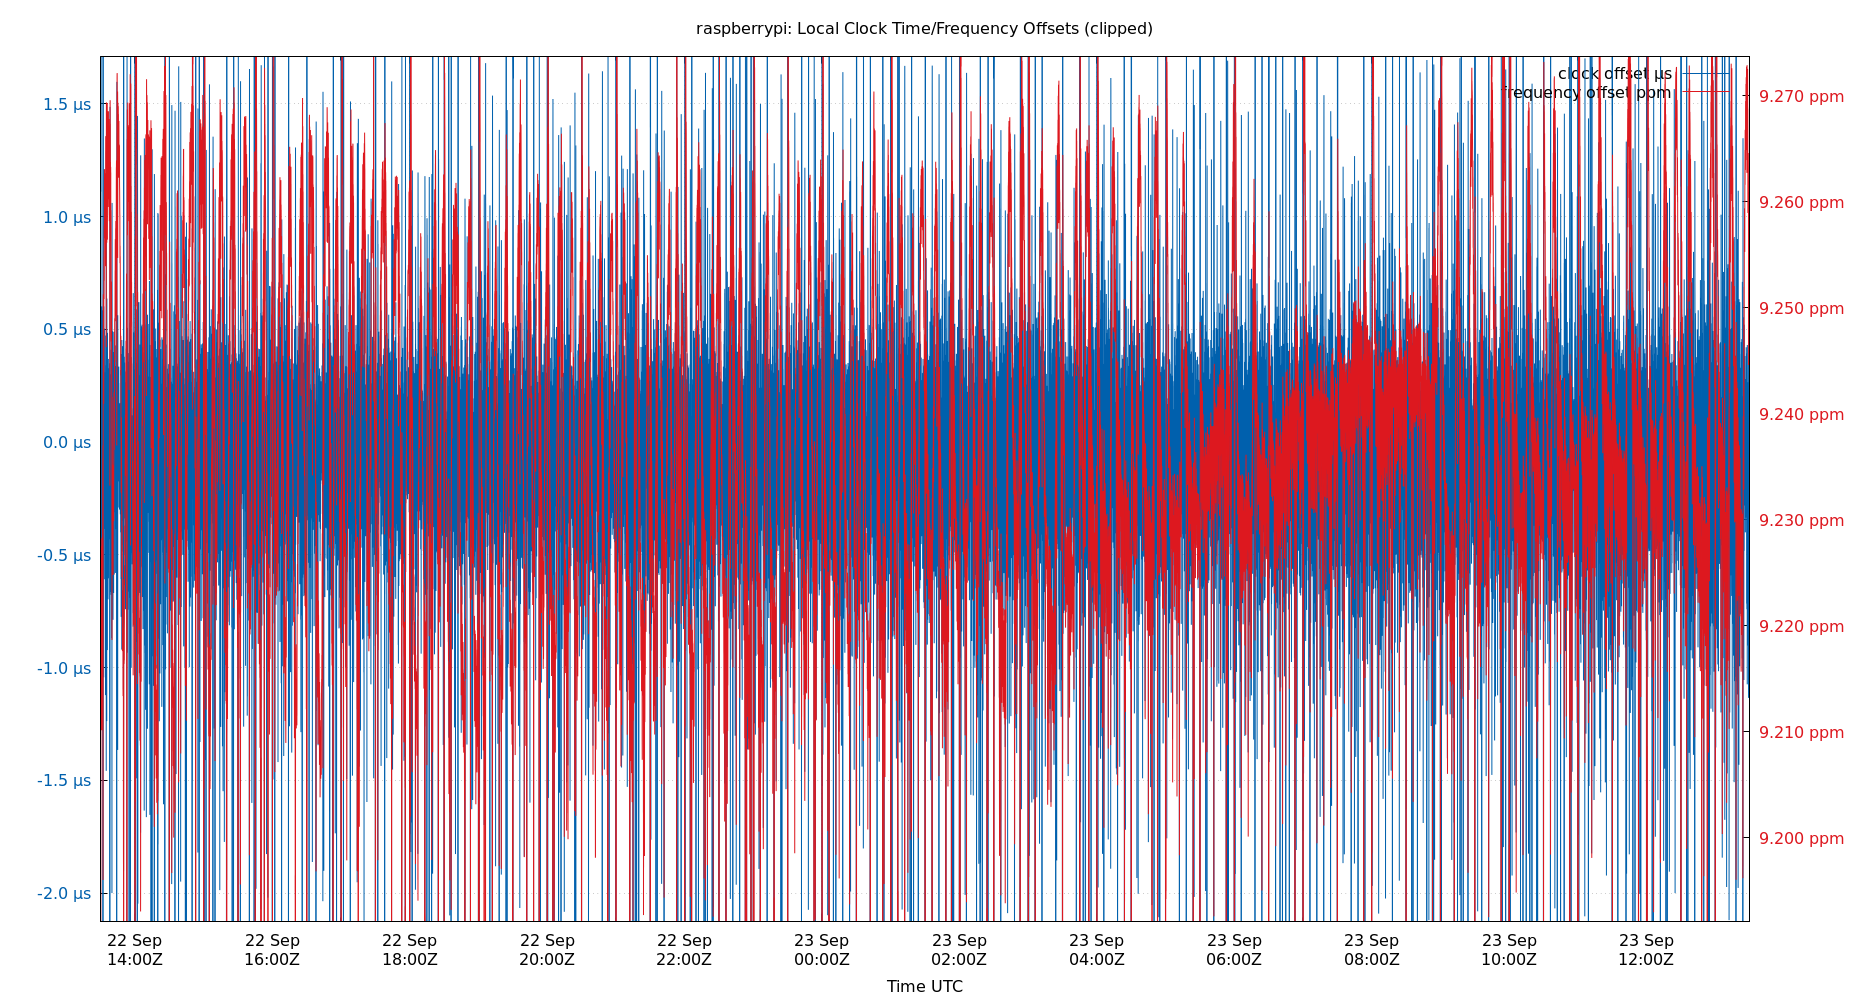 raspberrypi: Local Clock Time/Frequency Offsets (clipped)
clock offset µs
frequency offset ppm
1.5 µs
1.0 µs
0.5 µs
0.0 µs
-0.5 µs
-1.0 µs
-1.5 µs
-2.0 µs
9.270 ppm
9.260 ppm
9.250 ppm
9.240 ppm
9.230 ppm
9.220 ppm
9.210 ppm
9.200 ppm
22 Sep 22 Sep 22 Sep 22 Sep 22 Sep 23 Sep 23 Sep 23 Sep 23 Sep 23 Sep 23 Sep 23 Sep
14:00Z 16:00Z 18:00Z 20:00Z 22:00Z 00:00Z 02:00Z 04:00Z 06:00Z 08:00Z 10:00Z 12:00Z
Time UTC